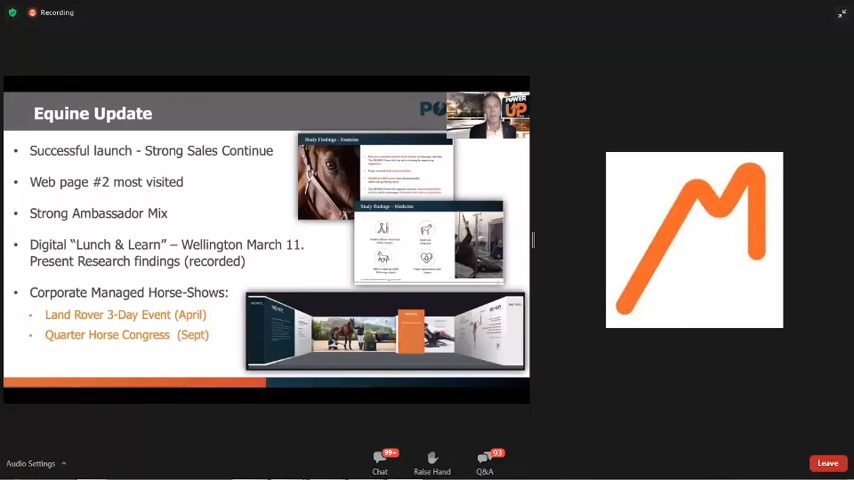 Recording
Equine Update
PO
POWER
UP
• Successful launch - Strong Sales Continue
• Web page #2 most visited
• Strong Ambassador Mix
• Digital “Lunch & Learn” – Wellington March 11.
Present Research findings (recorded)
• Corporate Managed Horse-Shows:
• Land Rover 3-Day Event (April)
• Quarter Horse Congress (Sept)
Study Findings - Exercise
Study Findings - Medicine
Audio Settings
99+
Chat
Raise Hand
93
Q&A
Leave